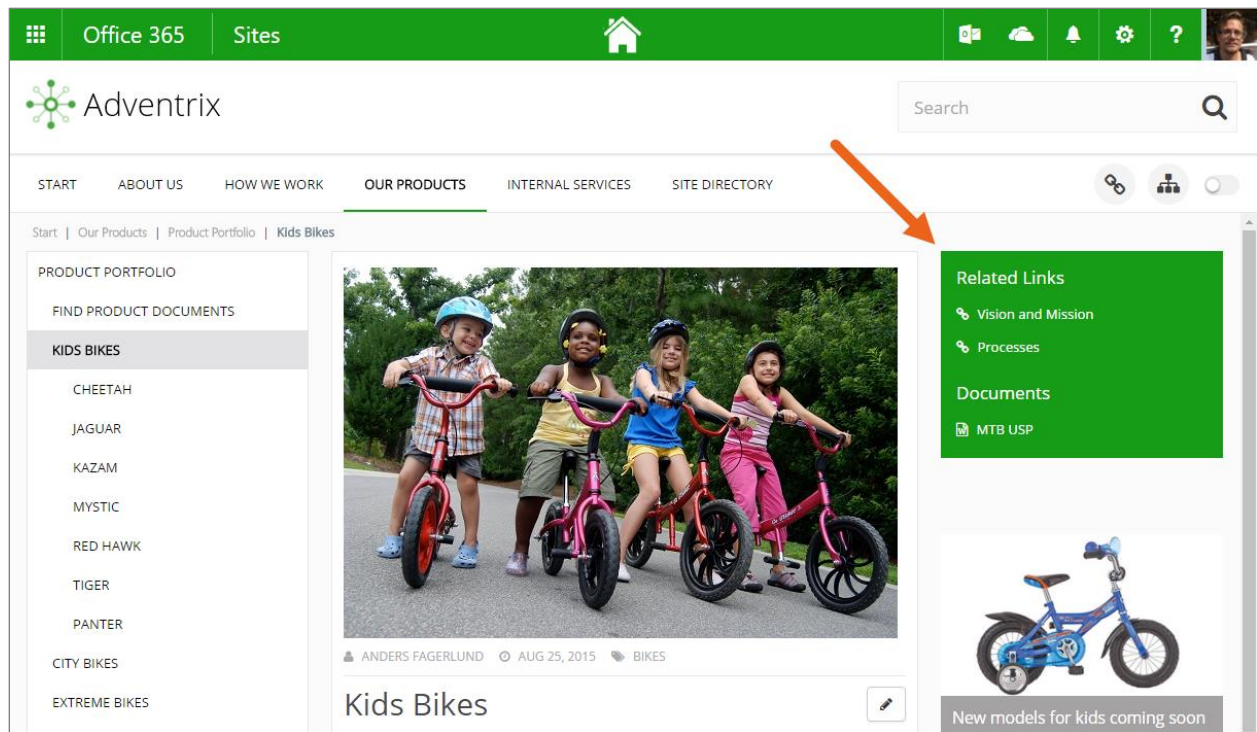 Office 365
Sites
?
Adventrix
Search
START
ABOUT US
HOW WE WORK
OUR PRODUCTS
INTERNAL SERVICES
SITE DIRECTORY
Start | Our Products | Product Portfolio | Kids Bikes
PRODUCT PORTFOLIO
FIND PRODUCT DOCUMENTS
KIDS BIKES
CHEETAH
JAGUAR
KAZAM
MYSTIC
RED HAWK
TIGER
PANTER
CITY BIKES
EXTREME BIKES
ANDERS FAGERLUND AUG 25, 2015 BIKES
Kids Bikes
Related Links
Vision and Mission
Processes
Documents
MTB USP
New models for kids coming soon